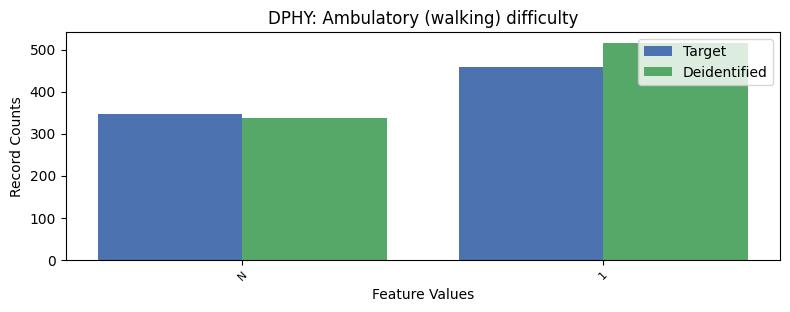 DPHY: Ambulatory (walking) difficulty
Target
Deidentified
500
400
300
200
100
0
Record Counts
N
1
Feature Values